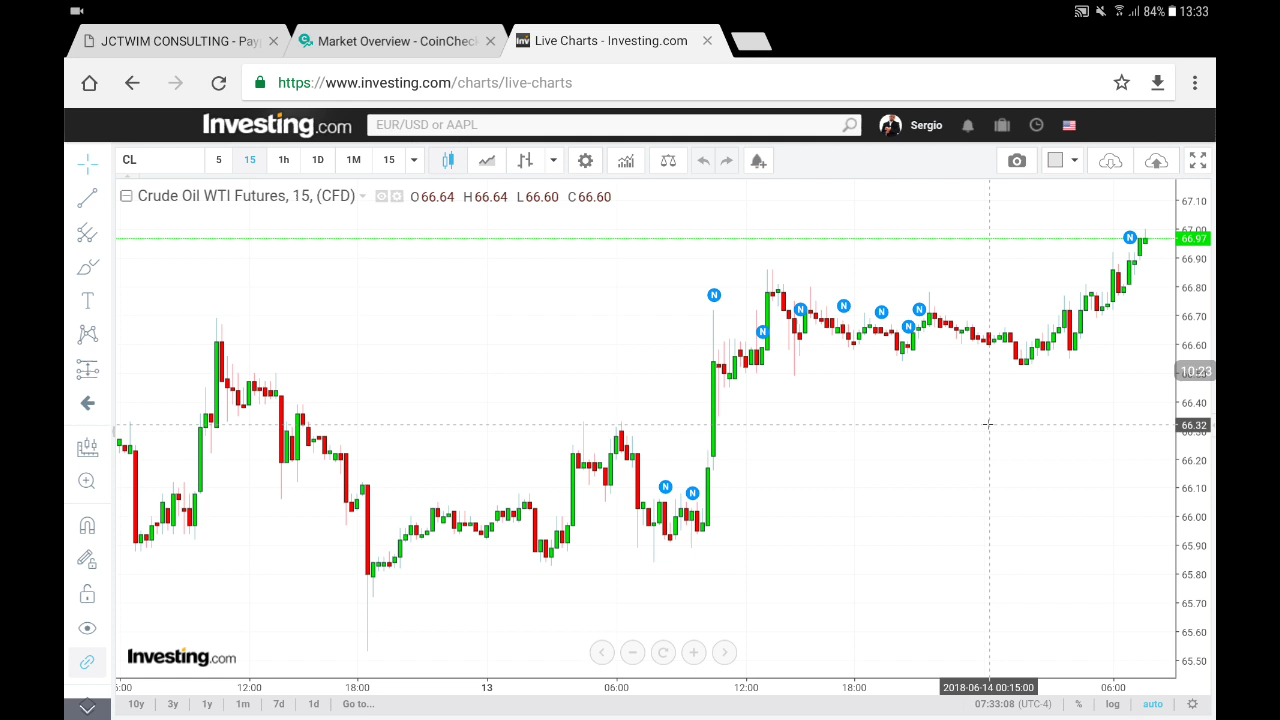 84% 13:33
JCTWIM CONSULTING - Pay
Market Overview - CoinChec
Inv Live Charts - Investing.com
https://www.investing.com/charts/live-charts
Investing.com
EUR/USD or AAPL
Sergio
CL 5 15 1h 1D 1M 15
Crude Oil WTI Futures, 15, (CFD) O66.64 H66.64 L66.60 C66.60
67.10
67.00
66.97
66.90
66.80
66.70
66.60
10:23
66.40
66.32
66.20
66.10
66.00
65.90
65.80
65.70
65.60
65.50
N
N
N
N
N
N
N
N
N
N
T
Investing.com
12:00 18:00 13 06:00 12:00 18:00 2018-06-14 00:15:00 06:00
10y 3y 1y 1m 7d 1d Go to... 07:33:08 (UTC-4) % log auto